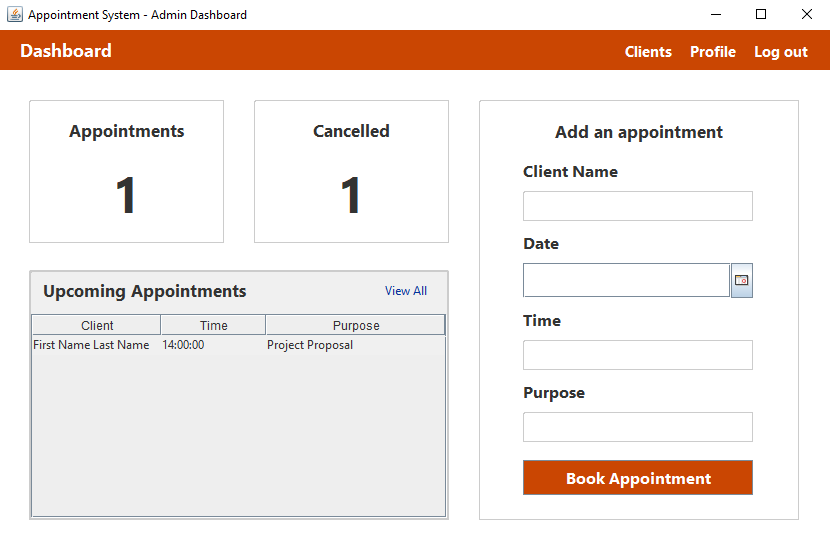 Appointment System - Admin Dashboard
Dashboard
Clients Profile Log out
Appointments
1
Cancelled
1
Upcoming Appointments
View All
Client Time Purpose
First Name Last Name 14:00:00 Project Proposal
Add an appointment
Client Name
Date
Time
Purpose
Book Appointment